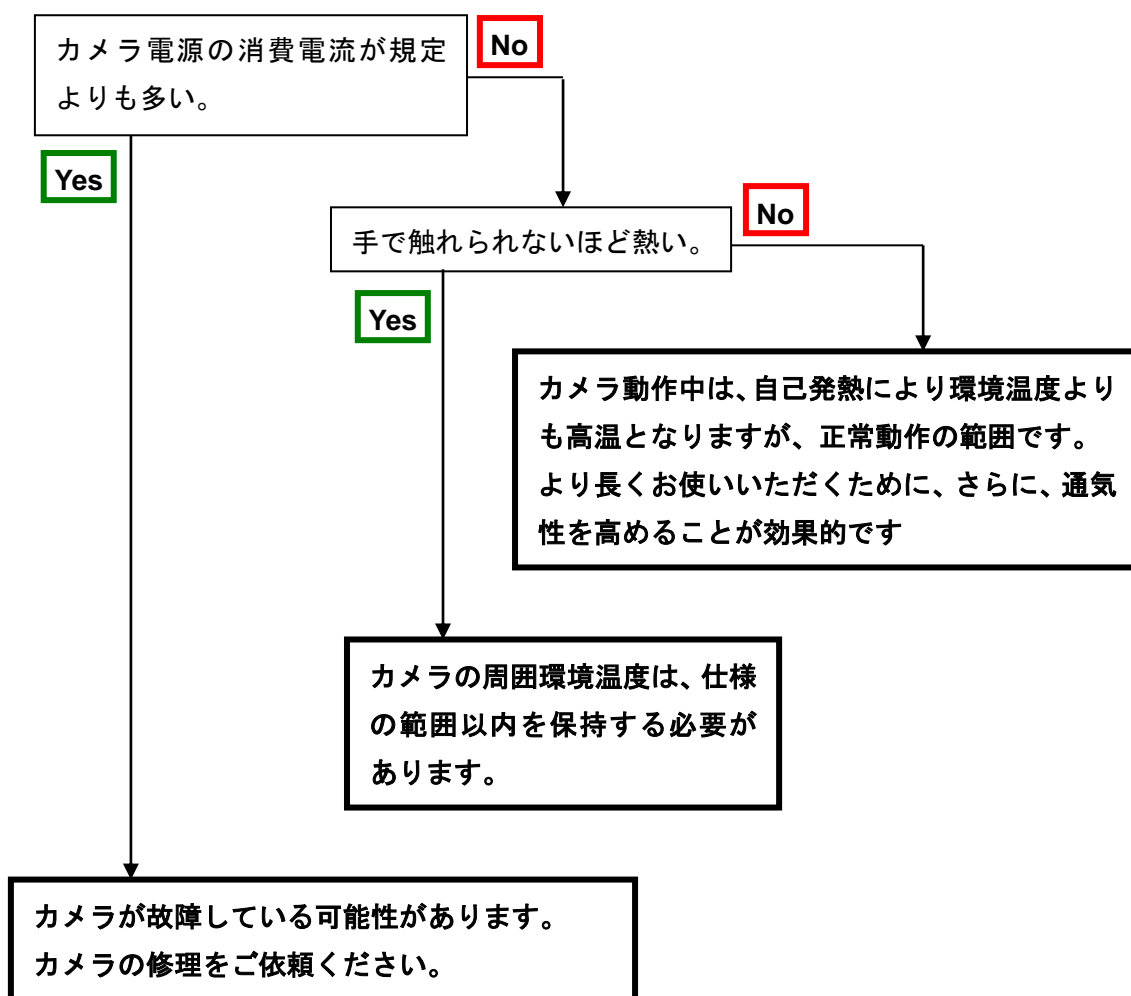 カメラ電源の消費電流が規定
よりも多い。
No
Yes
手で触れられないほど熱い。
No
Yes
カメラ動作中は、自己発熱により環境温度より
も高温となりますが、正常動作の範囲です。
より長くお使いいただくために、さらに、通気
性を高めることが効果的です
カメラの周囲環境温度は、仕様
の範囲以内を保持する必要が
あります。
カメラが故障している可能性があります。
カメラの修理をご依頼ください。